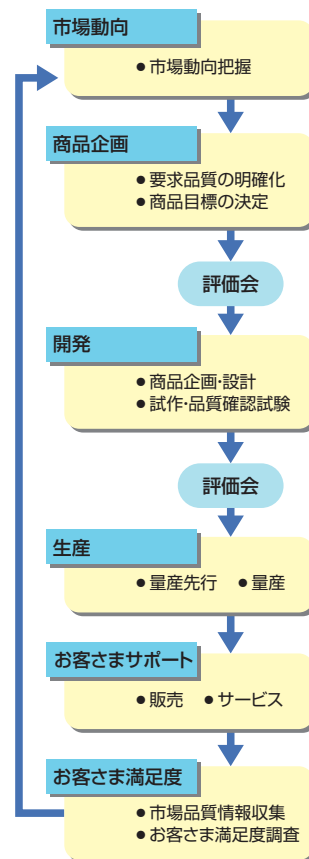 市場動向
●市場動向把握
商品企画
●要求品質の明確化
●商品目標の決定
評価会
開発
●商品企画・設計
●試作・品質確認試験
評価会
生産
●量産先行 ●量産
お客さまサポート
●販売 ●サービス
お客さま満足度
●市場品質情報収集
●お客さま満足度調査